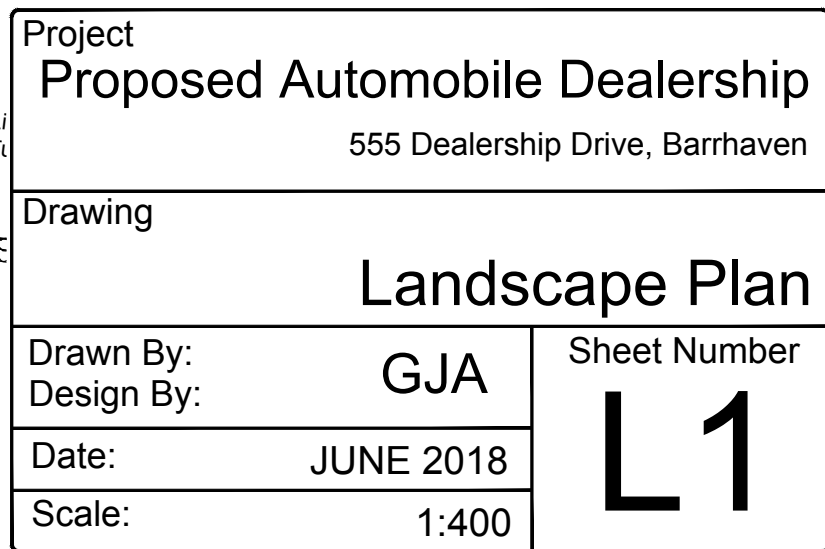 Project
Proposed Automobile Dealership
555 Dealership Drive, Barrhaven
Drawing
Landscape Plan
Drawn By:
Design By:
GJA
Sheet Number
L1
Date:
JUNE 2018
Scale:
1:400